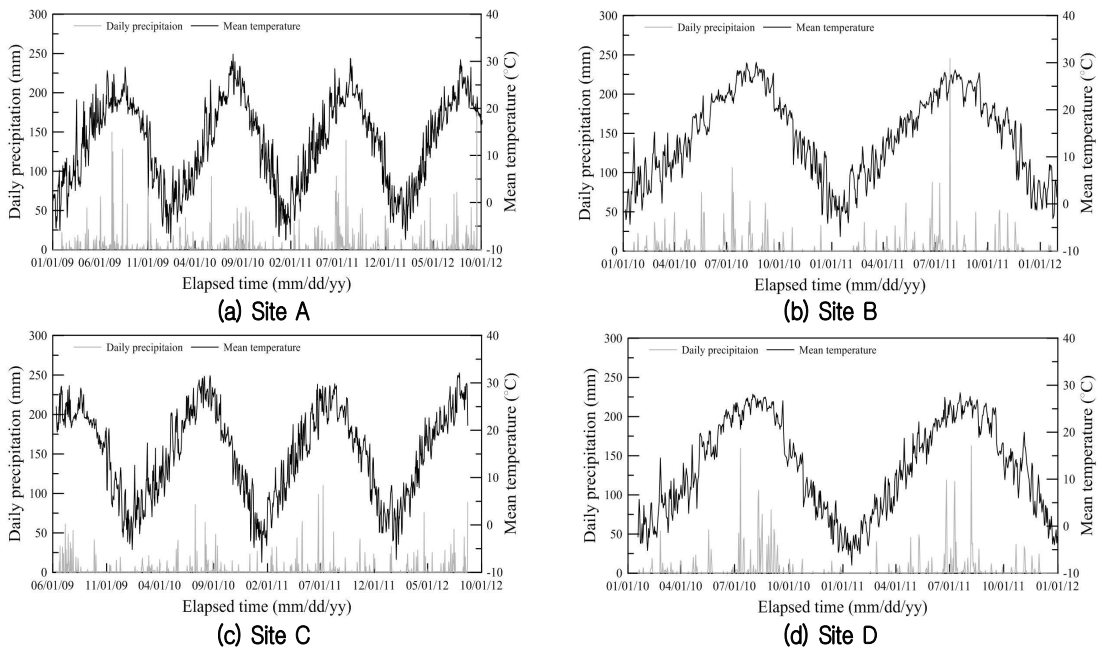 Daily precipitaion Mean temperature
Daily precipitation (mm)
300
250
200
150
100
50
0
Mean temperature (°C)
40
30
20
10
0
-10
01/01/09 06/01/09 11/01/09 04/01/10 09/01/10 02/01/11 07/01/11 12/01/11 05/01/12 10/01/12
Elapsed time (mm/dd/yy)
(a) Site A
Daily precipitaion Mean temperature
Daily precipitation (mm)
300
250
200
150
100
50
0
Mean temperature (°C)
40
30
20
10
0
-10
01/01/10 04/01/10 07/01/10 10/01/10 01/01/11 04/01/11 07/01/11 10/01/11 01/01/12
Elapsed time (mm/dd/yy)
(b) Site B
Daily precipitaion Mean temperature
Daily precipitation (mm)
300
250
200
150
100
50
0
Mean temperature (°C)
40
30
20
10
0
-10
06/01/09 11/01/09 04/01/10 09/01/10 02/01/11 07/01/11 12/01/11 05/01/12 10/01/12
Elapsed time (mm/dd/yy)
(c) Site C
Daily precipitaion Mean temperature
Daily precipitation (mm)
300
250
200
150
100
50
0
Mean temperature (°C)
40
30
20
10
0
-10
01/01/10 04/01/10 07/01/10 10/01/10 01/01/11 04/01/11 07/01/11 10/01/11 01/01/12
Elapsed time (mm/dd/yy)
(d) Site D